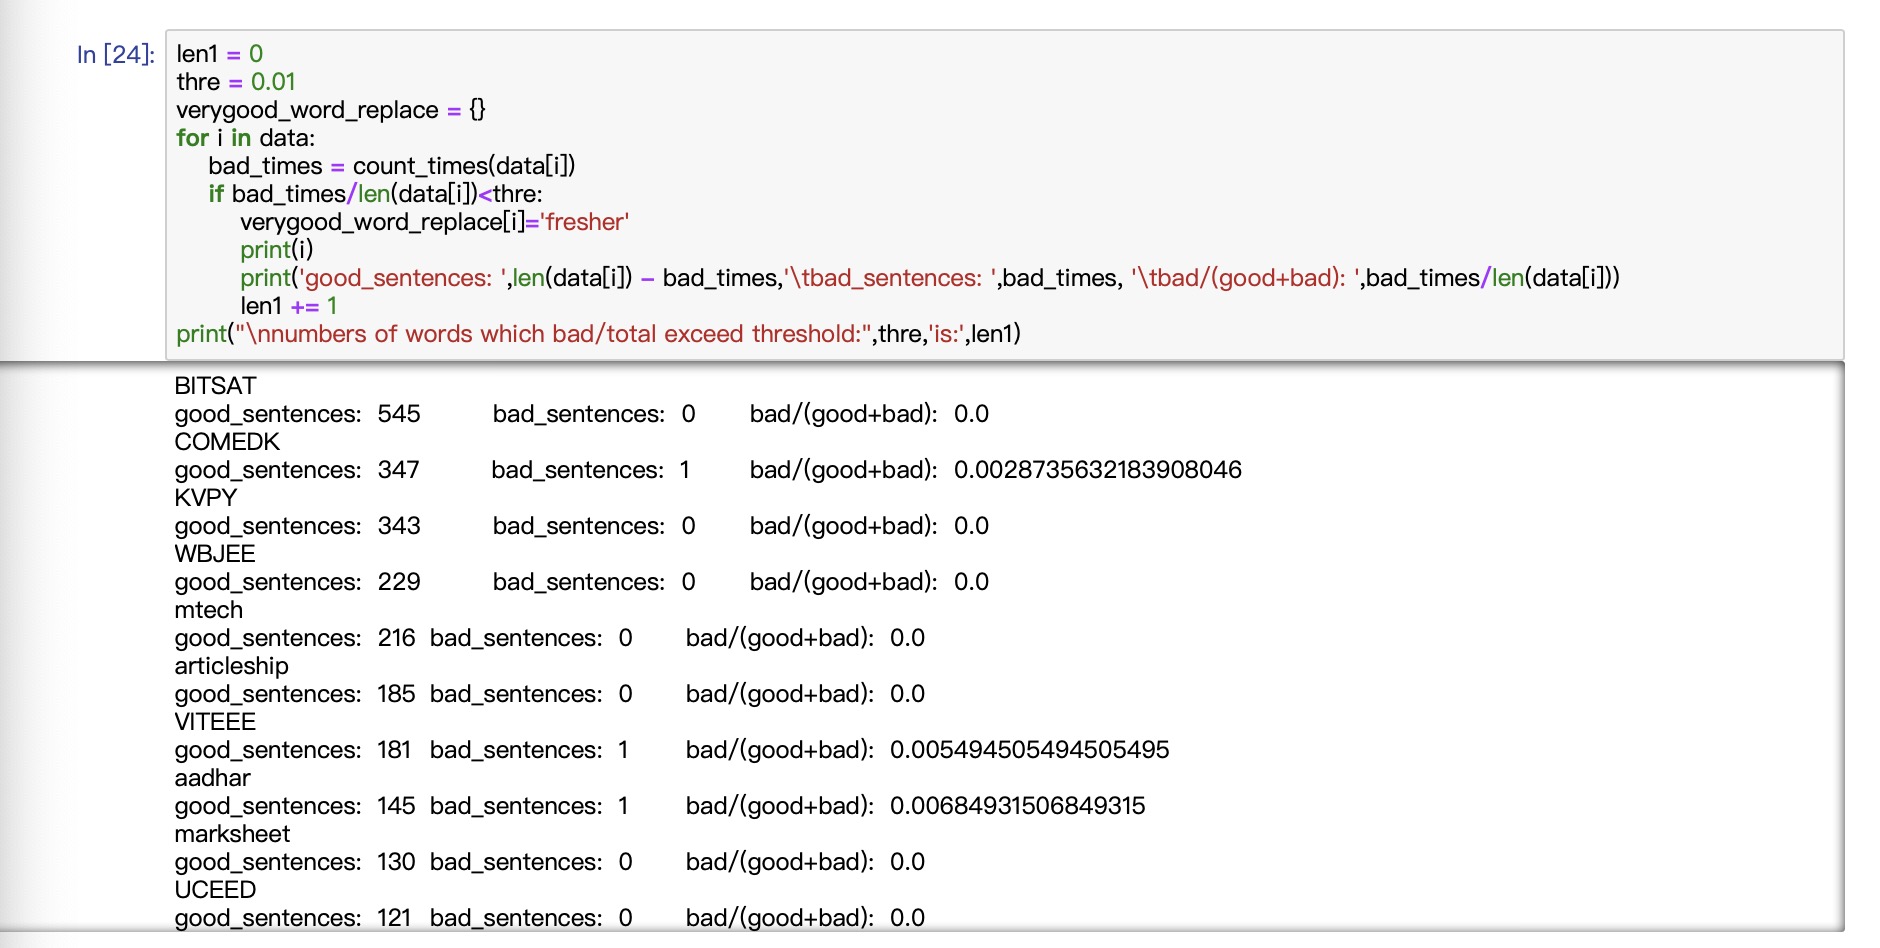 In [24]:
len1 = 0
thre = 0.01
verygood_word_replace = {}
for i in data:
    bad_times = count_times(data[i])
    if bad_times/len(data[i])<thre:
        verygood_word_replace[i]='fresher'
        print(i)
        print('good_sentences: ',len(data[i]) - bad_times,'\tbad_sentences: ',bad_times, '\tbad/(good+bad): ',bad_times/len(data[i]))
        len1 += 1
print("\nnumbers of words which bad/total exceed threshold:",thre,'is:',len1)
BITSAT
good_sentences:  545 	bad_sentences:  0 	bad/(good+bad):  0.0
COMEDK
good_sentences:  347 	bad_sentences:  1 	bad/(good+bad):  0.0028735632183908046
KVPY
good_sentences:  343 	bad_sentences:  0 	bad/(good+bad):  0.0
WBJEE
good_sentences:  229 	bad_sentences:  0 	bad/(good+bad):  0.0
mtech
good_sentences:  216 	bad_sentences:  0 	bad/(good+bad):  0.0
articleship
good_sentences:  185 	bad_sentences:  0 	bad/(good+bad):  0.0
VITEEE
good_sentences:  181 	bad_sentences:  1 	bad/(good+bad):  0.005494505494505495
aadhar
good_sentences:  145 	bad_sentences:  1 	bad/(good+bad):  0.00684931506849315
marksheet
good_sentences:  130 	bad_sentences:  0 	bad/(good+bad):  0.0
UCEED
good_sentences:  121 	bad_sentences:  0 	bad/(good+bad):  0.0